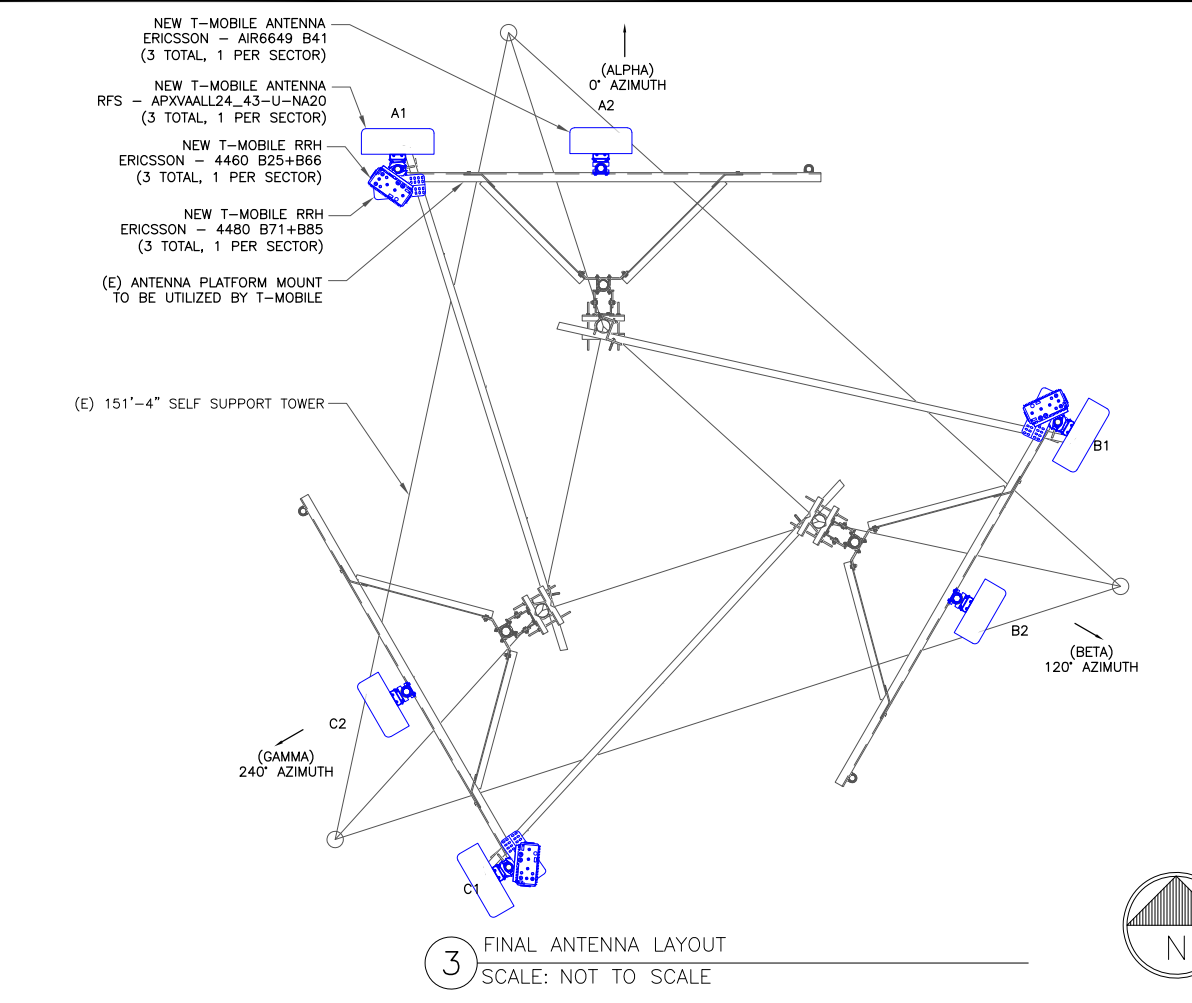 NEW T-MOBILE ANTENNA
ERICSSON - AIR6649 B41
(3 TOTAL, 1 PER SECTOR)
NEW T-MOBILE ANTENNA
RFS - APXVAALL24_43-U-NA20
(3 TOTAL, 1 PER SECTOR)
NEW T-MOBILE RRH
ERICSSON - 4460 B25+B66
(3 TOTAL, 1 PER SECTOR)
NEW T-MOBILE RRH
ERICSSON - 4480 B71+B85
(3 TOTAL, 1 PER SECTOR)
(E) ANTENNA PLATFORM MOUNT
TO BE UTILIZED BY T-MOBILE
(E) 151'-4" SELF SUPPORT TOWER
(ALPHA)
0° AZIMUTH
A1
A2
B1
B2
(BETA)
120° AZIMUTH
C2
(GAMMA)
240° AZIMUTH
C1
3
FINAL ANTENNA LAYOUT
SCALE: NOT TO SCALE
N